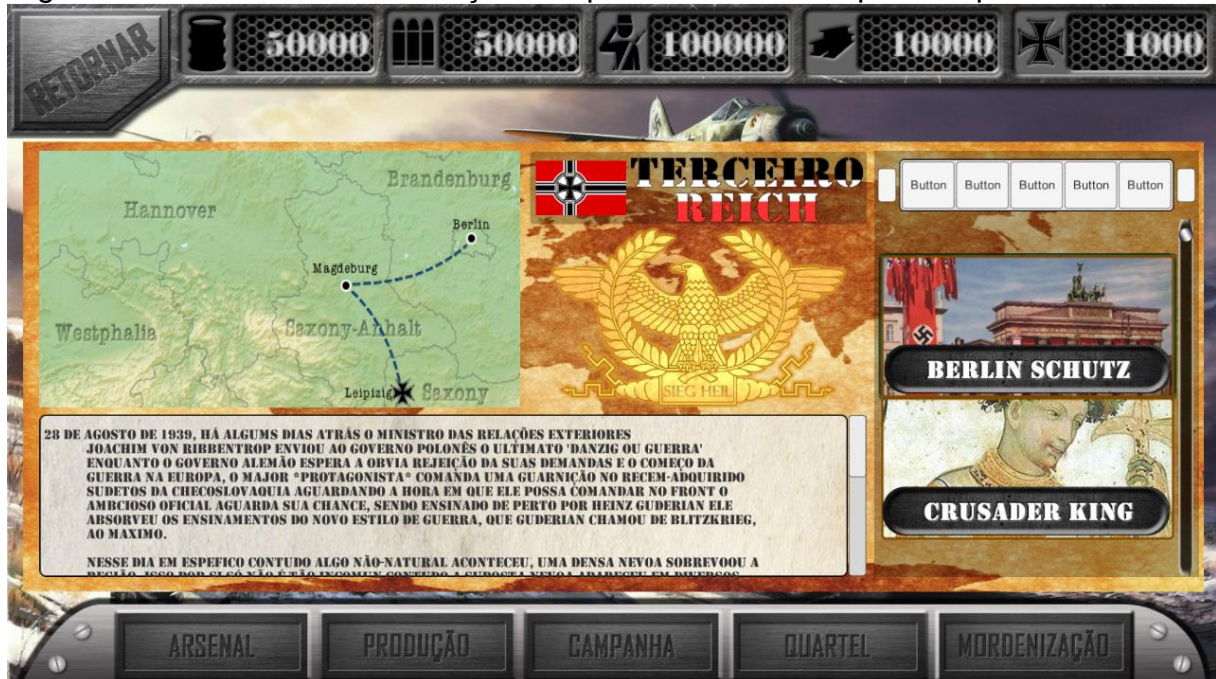 RETORNAR
50000
50000
100000
10000
1000
Hannover
Brandenburg
Berlin
Magdeburg
Westphalia
Saxony-Anhalt
Leipizig
Saxony
TERCEIRO
REICH
SIEG HEIL
Button Button Button Button Button
BERLIN SCHUTZ
CRUSADER KING
28 DE AGOSTO DE 1939, HÁ ALGUMS DIAS ATRÁS O MINISTRO DAS RELAÇÕES EXTERIORES
JOACHIM VON RIBBENTROP ENVIOU AO GOVERNO POLONÊS O ULTIMATO 'DANZIG OU GUERRA'
ENQUANTO O GOVERNO ALEMÃO ESPERA A OBVIA REJEIÇÃO DA SUAS DEMANDAS E O COMEÇO DA
GUERRA NA EUROPA, O MAJOR *PROTAGONISTA* COMANDA UMA GUARNIÇÃO NO RECEM-ADQUIRIDO
SUDETOS DA CHECOSLOVAQUIA AGUARDANDO A HORA EM QUE ELE POSSA COMANDAR NO FRONT O
AMBCIOSO OFICIAL AGUARDA SUA CHANCE, SENDO ENSINADO DE PERTO POR HEINZ GUDERIAN ELE
ABSORVEU OS ENSINAMENTOS DO NOVO ESTILO DE GUERRA, QUE GUDERIAN CHAMOU DE BLITZKRIEG,
AO MAXIMO.
NESSE DIA EM ESPEFICO CONTUDO ALGO NÃO-NATURAL ACONTECEU, UMA DENSA NEVOA SOBREVOOU A
ARSENAL
PRODUÇÃO
CAMPANHA
QUARTEL
MORDENIZAÇÃO